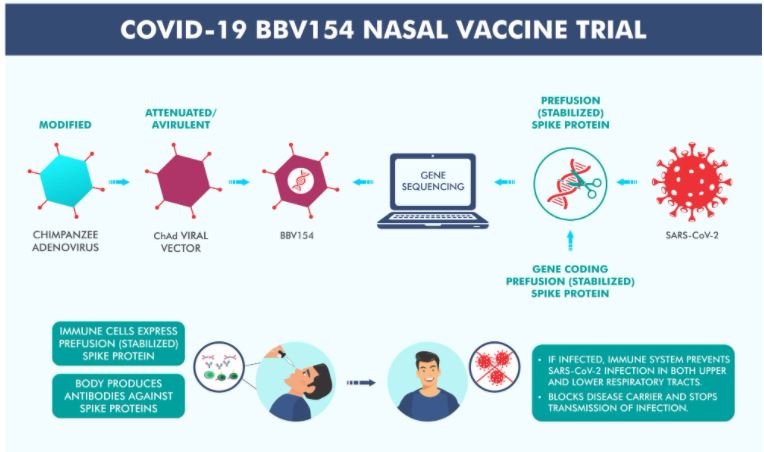 COVID-19 BBV154 NASAL VACCINE TRIAL
MODIFIED
CHIMPANZEE
ADENOVIRUS
ATTENUATED/
AVIRULENT
ChAd VIRAL
VECTOR
BBV154
GENE
SEQUENCING
PREFUSION
(STABILIZED)
SPIKE PROTEIN
SARS-CoV-2
GENE CODING
PREFUSION (STABILIZED)
SPIKE PROTEIN
IMMUNE CELLS EXPRESS
PREFUSION (STABILIZED)
SPIKE PROTEIN
BODY PRODUCES
ANTIBODIES AGAINST
SPIKE PROTEINS
• IF INFECTED, IMMUNE SYSTEM PREVENTS
SARS-CoV-2 INFECTION IN BOTH UPPER
AND LOWER RESPIRATORY TRACTS.
• BLOCKS DISEASE CARRIER AND STOPS
TRANSMISSION OF INFECTION.